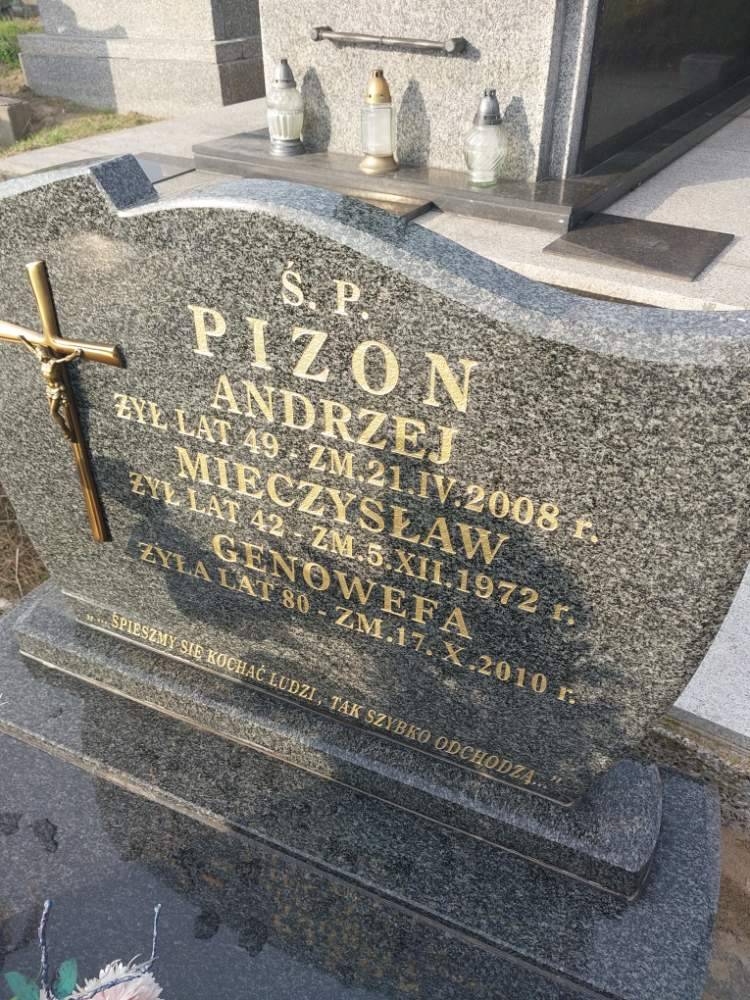 Ś. P.
PIZON
ANDRZEJ
ŻYŁ LAT 49 - ZM.21.IV.2008 r.
MIECZYSŁAW
ŻYŁ LAT 42 - ZM.5.XII.1972 r.
GENOWEFA
ŻYŁA LAT 80 - ZM.17.X.2010 r.
"...ŚPIESZMY SIĘ KOCHAĆ LUDZI, TAK SZYBKO ODCHODZĄ..."